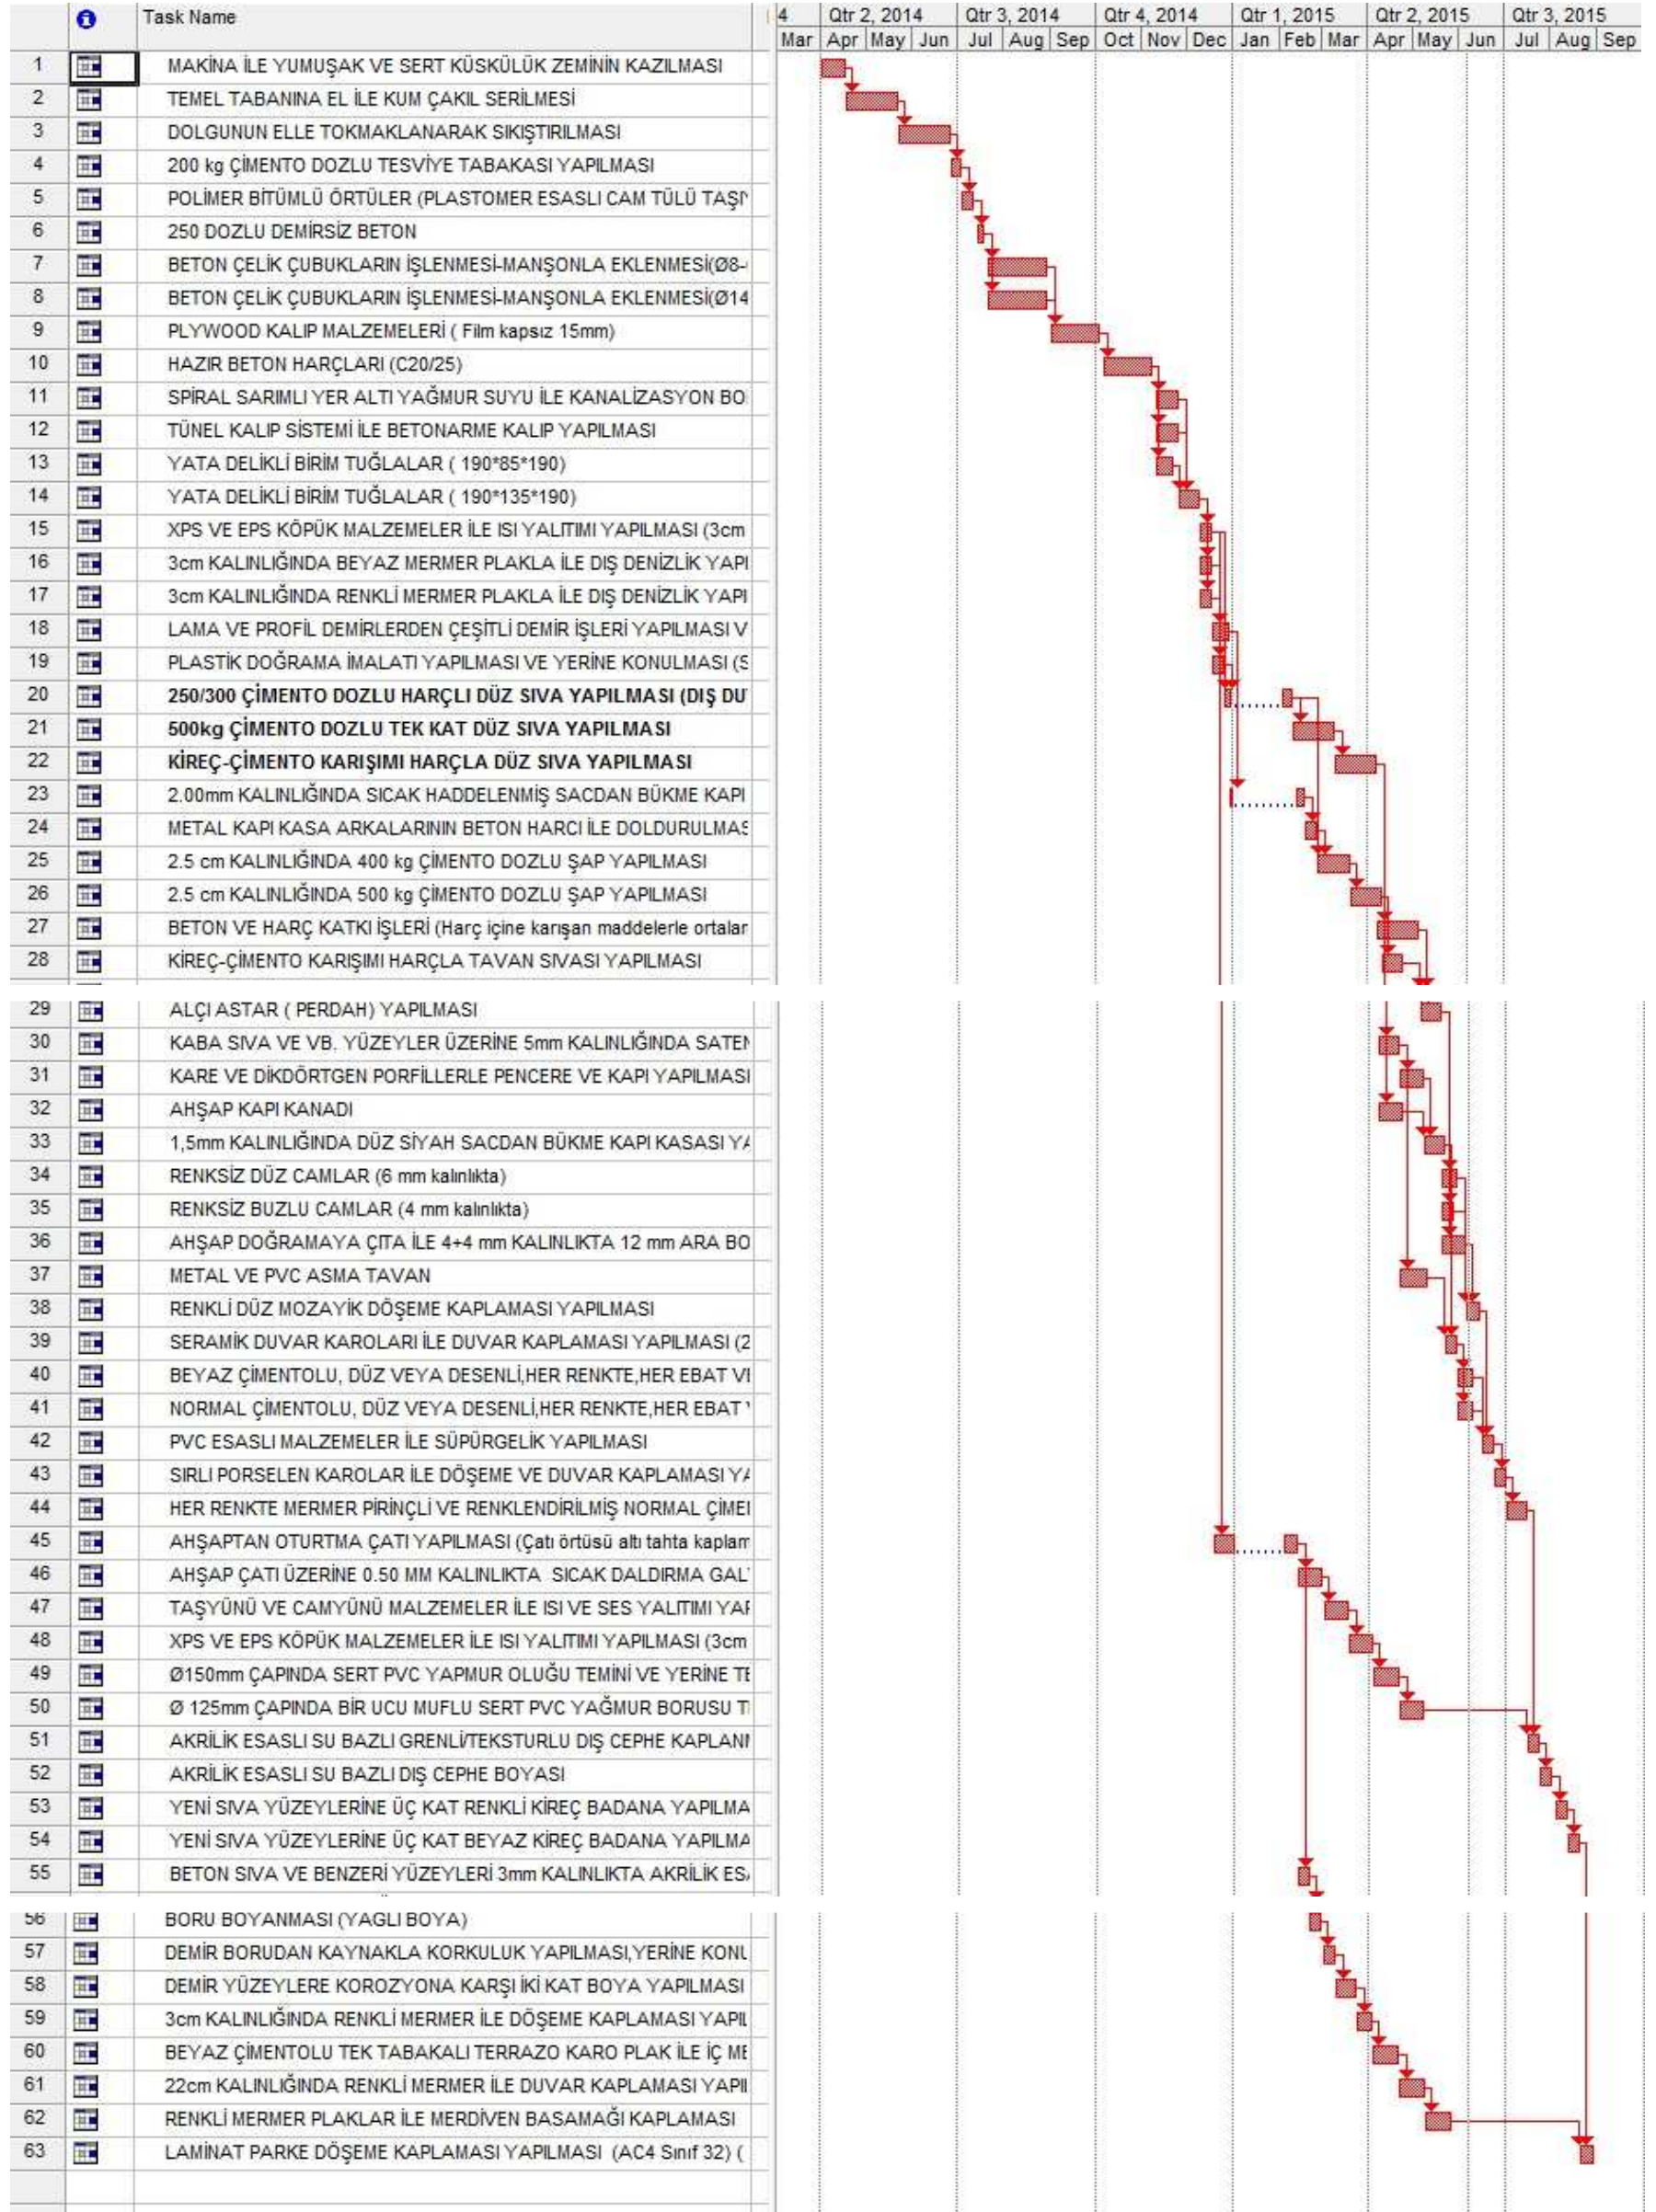 Task Name 4 Qtr 2, 2014 Qtr 3, 2014 Qtr 4, 2014 Qtr 1, 2015 Qtr 2, 2015 Qtr 3, 2015
Mar Apr May Jun Jul Aug Sep Oct Nov Dec Jan Feb Mar Apr May Jun Jul Aug Sep
1 MAKİNA İLE YUMUŞAK VE SERT KÜSKÜLÜK ZEMİNİN KAZILMASI
2 TEMEL TABANINA EL İLE KUM ÇAKIL SERİLMESİ
3 DOLGUNUN ELLE TOKMAKLANARAK SIKIŞTIRILMASI
4 200 kg ÇİMENTO DOZLU TESVİYE TABAKASI YAPILMASI
5 POLİMER BİTÜMLÜ ÖRTÜLER (PLASTOMER ESASLI CAM TÜLÜ TAŞI
6 250 DOZLU DEMİRSİZ BETON
7 BETON ÇELİK ÇUBUKLARIN İŞLENMESİ-MANŞONLA EKLENMESİ(Ø8-
8 BETON ÇELİK ÇUBUKLARIN İŞLENMESİ-MANŞONLA EKLENMESİ(Ø14
9 PLYWOOD KALIP MALZEMELERİ ( Film kapsız 15mm)
10 HAZIR BETON HARÇLARI (C20/25)
11 SPİRAL SARIMLI YER ALTI YAĞMUR SUYU İLE KANALİZASYON BO
12 TÜNEL KALIP SİSTEMİ İLE BETONARME KALIP YAPILMASI
13 YATA DELİKLİ BİRİM TUĞLALAR ( 190*85*190)
14 YATA DELİKLİ BİRİM TUĞLALAR ( 190*135*190)
15 XPS VE EPS KÖPÜK MALZEMELER İLE ISI YALITIMI YAPILMASI (3cm
16 3cm KALINLIĞINDA BEYAZ MERMER PLAKLA İLE DIŞ DENİZLİK YAPI
17 3cm KALINLIĞINDA RENKLİ MERMER PLAKLA İLE DIŞ DENİZLİK YAPI
18 LAMA VE PROFİL DEMİRLERDEN ÇEŞİTLİ DEMİR İŞLERİ YAPILMASI V
19 PLASTİK DOĞRAMA İMALATI YAPILMASI VE YERİNE KONULMASI (S
20 250/300 ÇİMENTO DOZLU HARÇLI DÜZ SIVA YAPILMASI (DIŞ DU
21 500kg ÇİMENTO DOZLU TEK KAT DÜZ SIVA YAPILMASI
22 KİREÇ-ÇİMENTO KARIŞIMI HARÇLA DÜZ SIVA YAPILMASI
23 2.00mm KALINLIĞINDA SICAK HADDELENMİŞ SACDAN BÜKME KAPI
24 METAL KAPI KASA ARKALARININ BETON HARCI İLE DOLDURULMAS
25 2.5 cm KALINLIĞINDA 400 kg ÇİMENTO DOZLU ŞAP YAPILMASI
26 2.5 cm KALINLIĞINDA 500 kg ÇİMENTO DOZLU ŞAP YAPILMASI
27 BETON VE HARÇ KATKI İŞLERİ (Harç içine karışan maddelerle ortalar
28 KİREÇ-ÇİMENTO KARIŞIMI HARÇLA TAVAN SIVASI YAPILMASI
29 ALÇI ASTAR ( PERDAH) YAPILMASI
30 KABA SIVA VE VB. YÜZEYLER ÜZERİNE 5mm KALINLIĞINDA SATEN
31 KARE VE DİKDÖRTGEN PORFİLLERLE PENCERE VE KAPI YAPILMASI
32 AHŞAP KAPI KANADI
33 1,5mm KALINLIĞINDA DÜZ SİYAH SACDAN BÜKME KAPI KASASI YA
34 RENKSİZ DÜZ CAMLAR (6 mm kalınlıkta)
35 RENKSİZ BUZLU CAMLAR (4 mm kalınlıkta)
36 AHŞAP DOĞRAMAYA ÇITA İLE 4+4 mm KALINLIKTA 12 mm ARA BO
37 METAL VE PVC ASMA TAVAN
38 RENKLİ DÜZ MOZAYİK DÖŞEME KAPLAMASI YAPILMASI
39 SERAMİK DUVAR KAROLARI İLE DUVAR KAPLAMASI YAPILMASI (2
40 BEYAZ ÇİMENTOLU, DÜZ VEYA DESENLİ,HER RENKTE,HER EBAT VE
41 NORMAL ÇİMENTOLU, DÜZ VEYA DESENLİ,HER RENKTE,HER EBAT
42 PVC ESASLI MALZEMELER İLE SÜPÜRGELİK YAPILMASI
43 SIRLI PORSELEN KAROLAR İLE DÖŞEME VE DUVAR KAPLAMASI YA
44 HER RENKTE MERMER PİRİNÇLİ VE RENKLENDİRİLMİŞ NORMAL ÇİMEN
45 AHŞAPTAN OTURTMA ÇATI YAPILMASI (Çatı örtüsü altı tahta kaplam
46 AHŞAP ÇATI ÜZERİNE 0.50 MM KALINLIKTA SICAK DALDIRMA GAL
47 TAŞYÜNÜ VE CAMYÜNÜ MALZEMELER İLE ISI VE SES YALITIMI YAP
48 XPS VE EPS KÖPÜK MALZEMELER İLE ISI YALITIMI YAPILMASI (3cm
49 Ø150mm ÇAPINDA SERT PVC YAPMUR OLUĞU TEMİNİ VE YERİNE TE
50 Ø 125mm ÇAPINDA BİR UCU MUFLU SERT PVC YAĞMUR BORUSU T
51 AKRİLİK ESASLI SU BAZLI GRENLİ/TEKSTURLU DIŞ CEPHE KAPLAN
52 AKRİLİK ESASLI SU BAZLI DIŞ CEPHE BOYASI
53 YENİ SIVA YÜZEYLERİNE ÜÇ KAT RENKLİ KİREÇ BADANA YAPILMA
54 YENİ SIVA YÜZEYLERİNE ÜÇ KAT BEYAZ KİREÇ BADANA YAPILMA
55 BETON SIVA VE BENZERİ YÜZEYLERİ 3mm KALINLIKTA AKRİLİK ESA
56 BORU BOYANMASI (YAGLI BOYA)
57 DEMİR BORUDAN KAYNAKLA KORKULUK YAPILMASI,YERİNE KONU
58 DEMİR YÜZEYLERE KOROZYONA KARŞI İKİ KAT BOYA YAPILMASI
59 3cm KALINLIĞINDA RENKLİ MERMER İLE DÖŞEME KAPLAMASI YAPIL
60 BEYAZ ÇİMENTOLU TEK TABAKALI TERRAZO KARO PLAK İLE İÇ ME
61 22cm KALINLIĞINDA RENKLİ MERMER İLE DUVAR KAPLAMASI YAPI
62 RENKLİ MERMER PLAKLAR İLE MERDİVEN BASAMAĞI KAPLAMASI
63 LAMİNAT PARKE DÖŞEME KAPLAMASI YAPILMASI (AC4 Sınıf 32) (